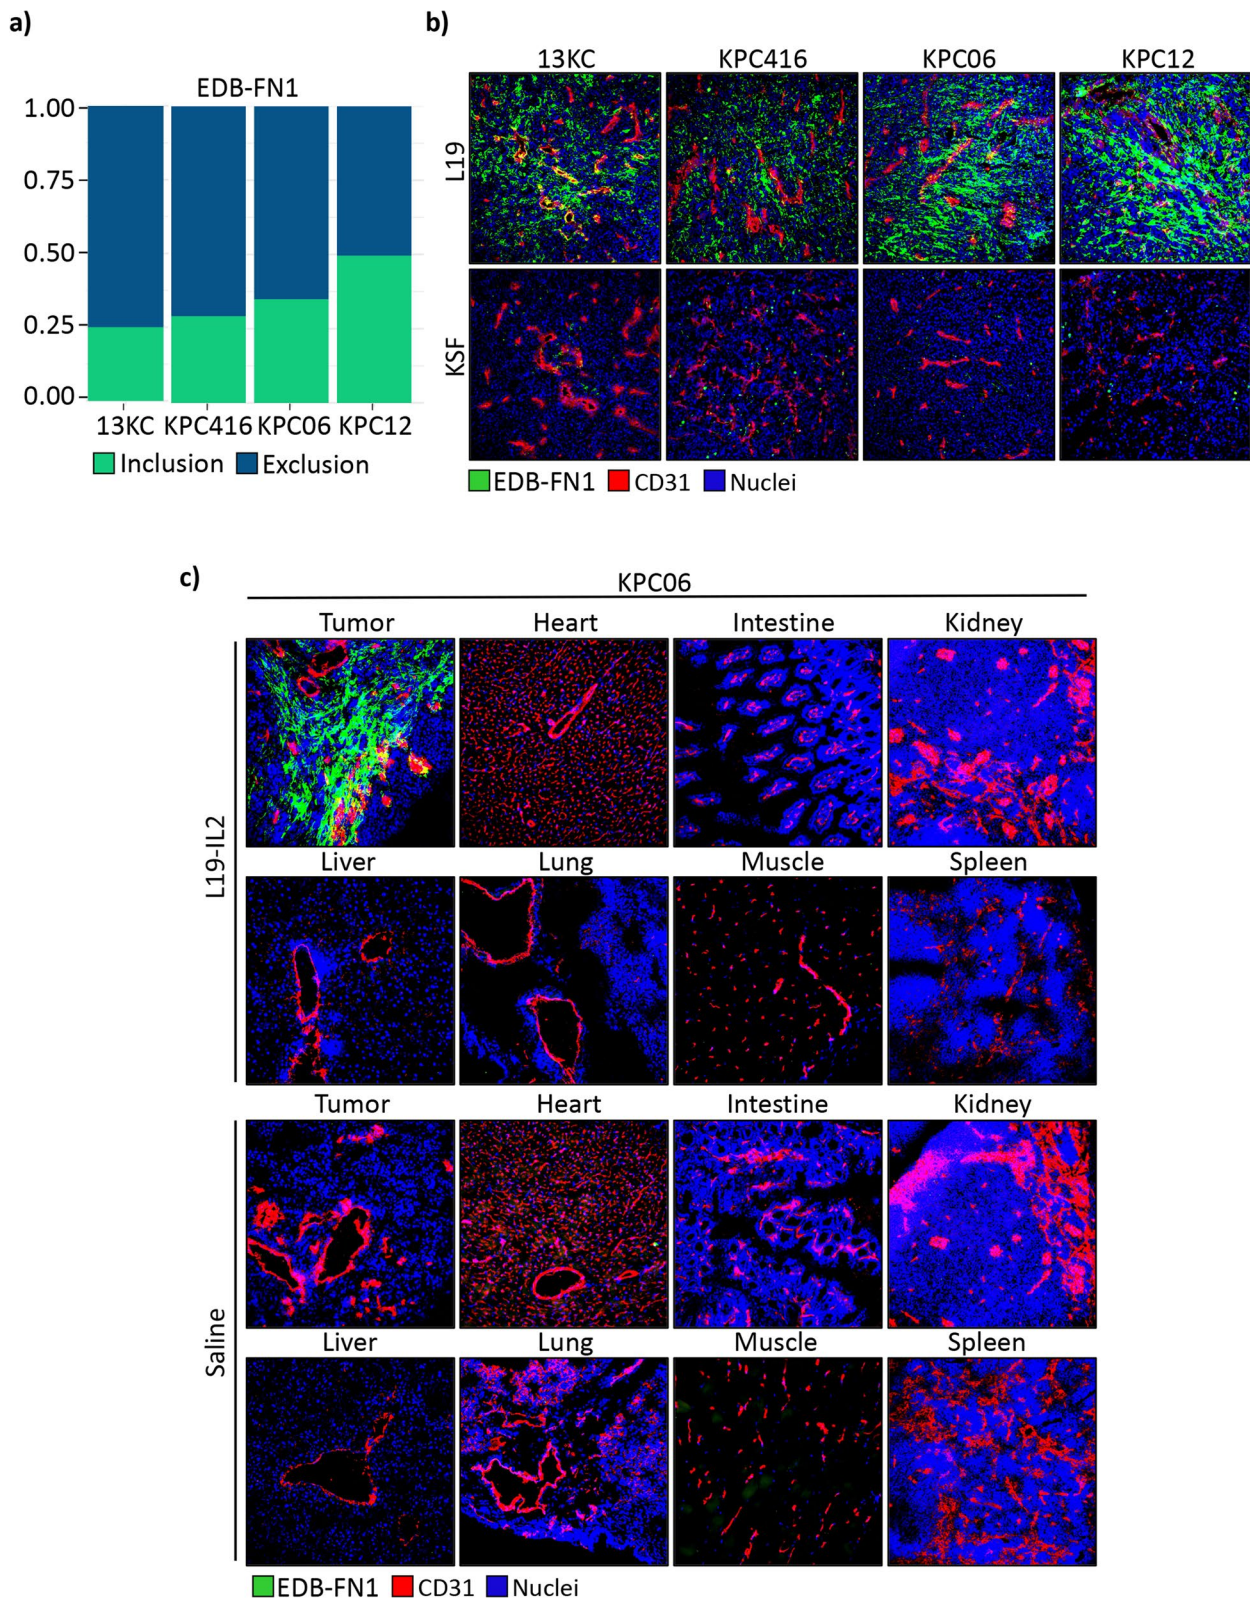 a)
EDB-FN1
1.00
0.75
0.50
0.25
0.00
13KC KPC416 KPC06 KPC12
Inclusion Exclusion
b)
13KC KPC416 KPC06 KPC12
L19
KSF
EDB-FN1 CD31 Nuclei
c)
KPC06
Tumor Heart Intestine Kidney
L19-IL2
Liver Lung Muscle Spleen
Tumor Heart Intestine Kidney
Saline
Liver Lung Muscle Spleen
EDB-FN1 CD31 Nuclei